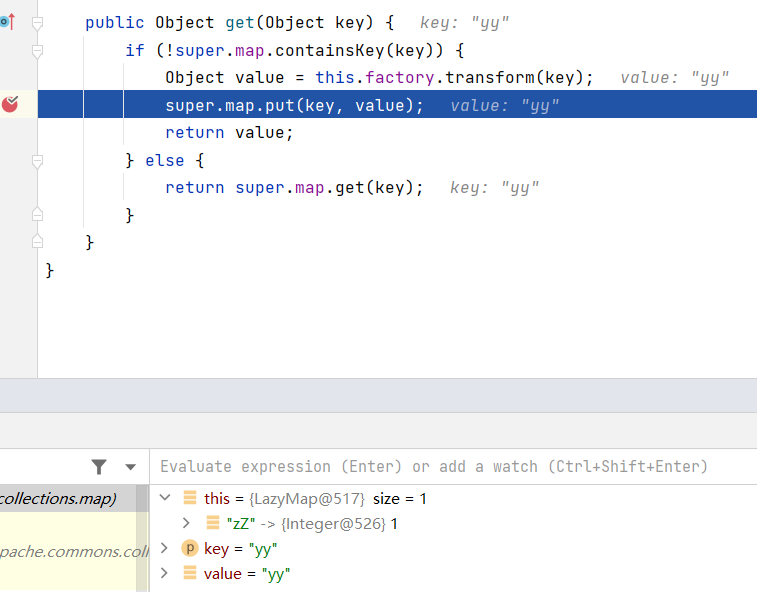 public Object get(Object key) {   key: "yy"
if (!super.map.containsKey(key)) {
Object value = this.factory.transform(key);   value: "yy"
super.map.put(key, value);   value: "yy"
return value;
} else {
return super.map.get(key);   key: "yy"
}
}
}
Evaluate expression (Enter) or add a watch (Ctrl+Shift+Enter)
collections.map)
this = {LazyMap@517}  size = 1
"zZ" -> {Integer@526} 1
pache.commons.coll
p key = "yy"
value = "yy"